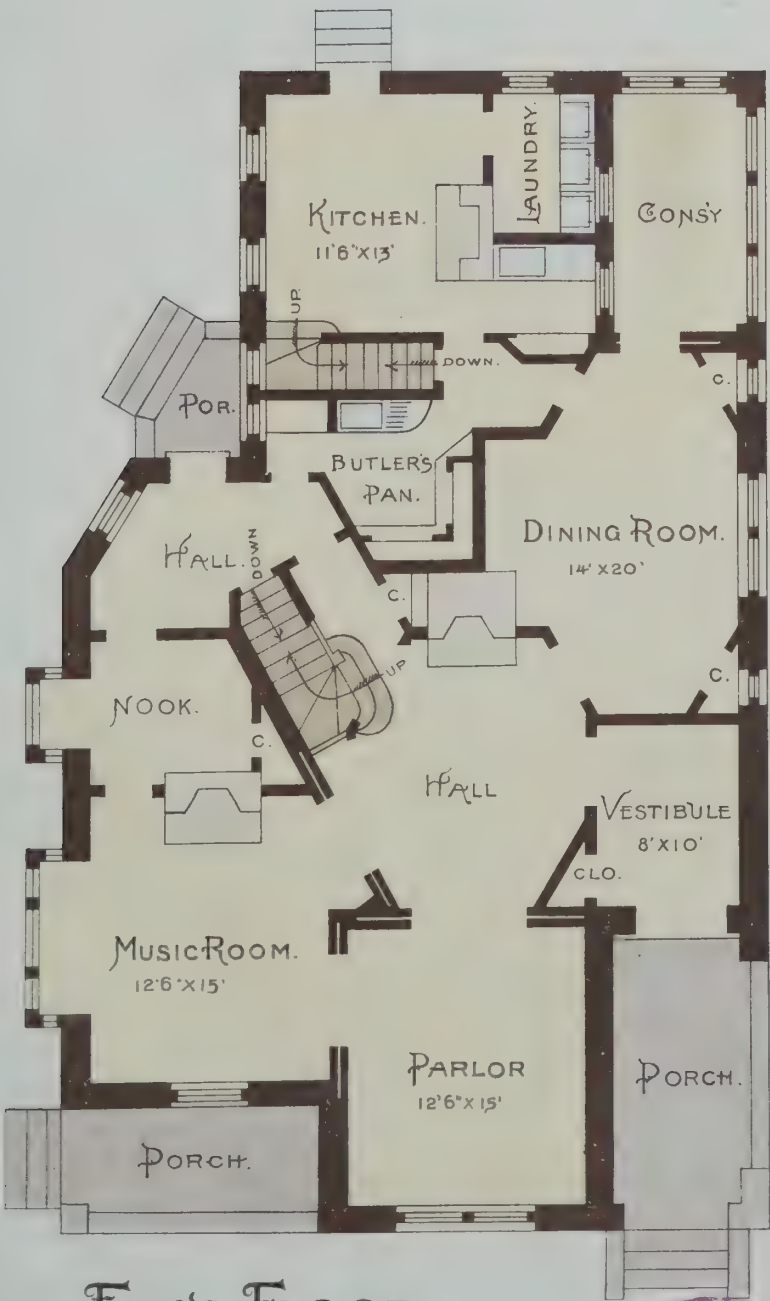 LAUNDRY.
KITCHEN.
11'6"X13'
CONS'Y
UP.
DOWN.
C.
POR.
BUTLER'S
PAN.
DINING ROOM.
14'X20'
HALL.
DOWN
C.
UP
NOOK.
C.
C.
HALL
VESTIBULE
8'X10'
CLO.
MUSIC ROOM.
12'6"X15'
PARLOR
12'6"X15'
PORCH.
PORCH.